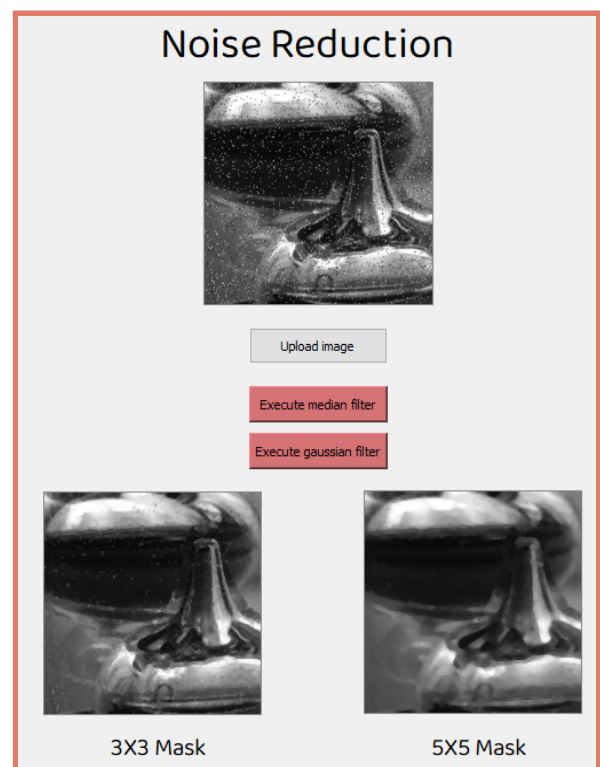 Noise Reduction
Upload image
Execute median filter
Execute gaussian filter
3X3 Mask
5X5 Mask